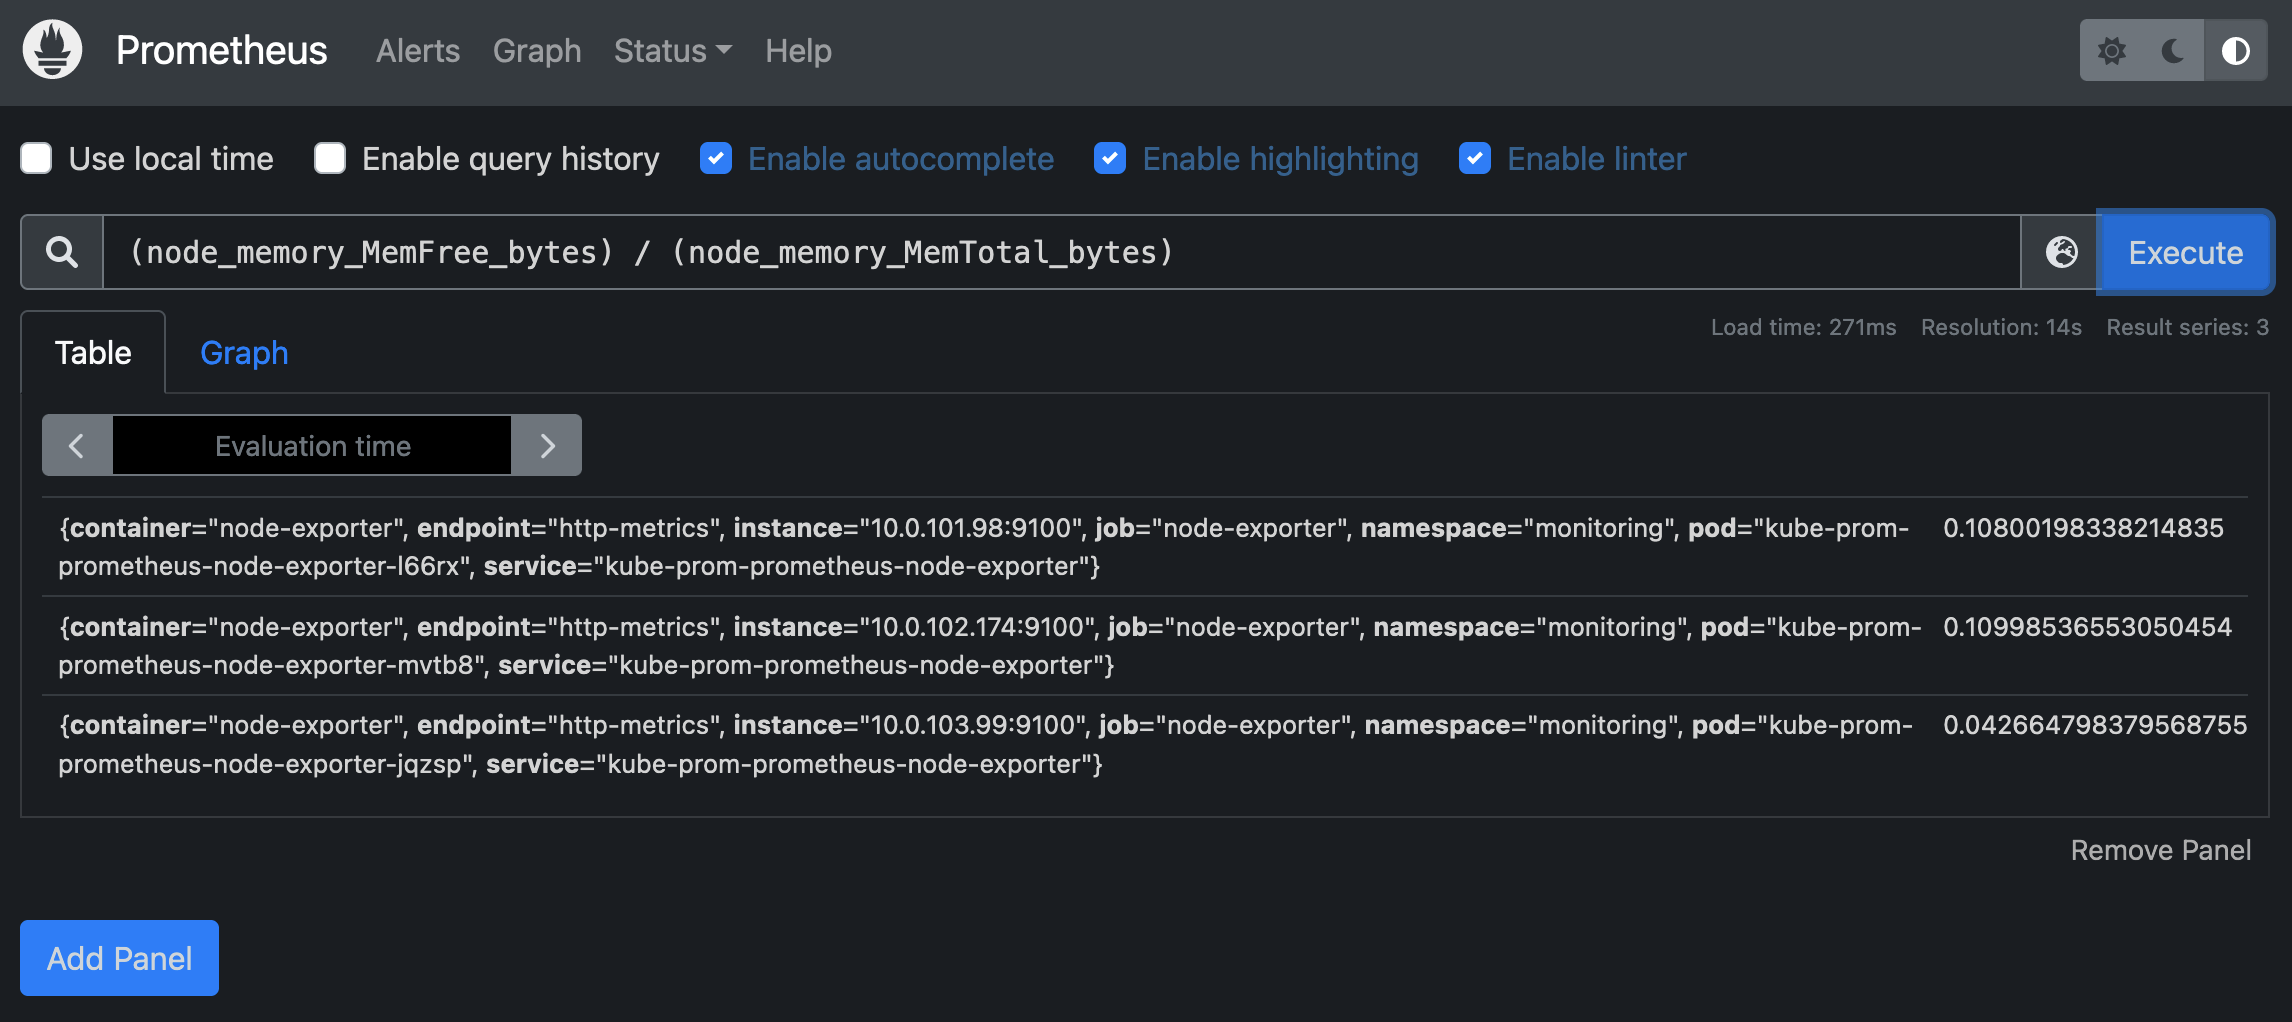 Prometheus Alerts Graph Status Help
Use local time Enable query history Enable autocomplete Enable highlighting Enable linter
(node_memory_MemFree_bytes) / (node_memory_MemTotal_bytes) Execute
Load time: 271ms Resolution: 14s Result series: 3
Table Graph
Evaluation time
{container="node-exporter", endpoint="http-metrics", instance="10.0.101.98:9100", job="node-exporter", namespace="monitoring", pod="kube-prom- 0.10800198338214835
prometheus-node-exporter-l66rx", service="kube-prom-prometheus-node-exporter"}
{container="node-exporter", endpoint="http-metrics", instance="10.0.102.174:9100", job="node-exporter", namespace="monitoring", pod="kube-prom- 0.10998536553050454
prometheus-node-exporter-mvtb8", service="kube-prom-prometheus-node-exporter"}
{container="node-exporter", endpoint="http-metrics", instance="10.0.103.99:9100", job="node-exporter", namespace="monitoring", pod="kube-prom- 0.042664798379568755
prometheus-node-exporter-jqzsp", service="kube-prom-prometheus-node-exporter"}
Remove Panel
Add Panel